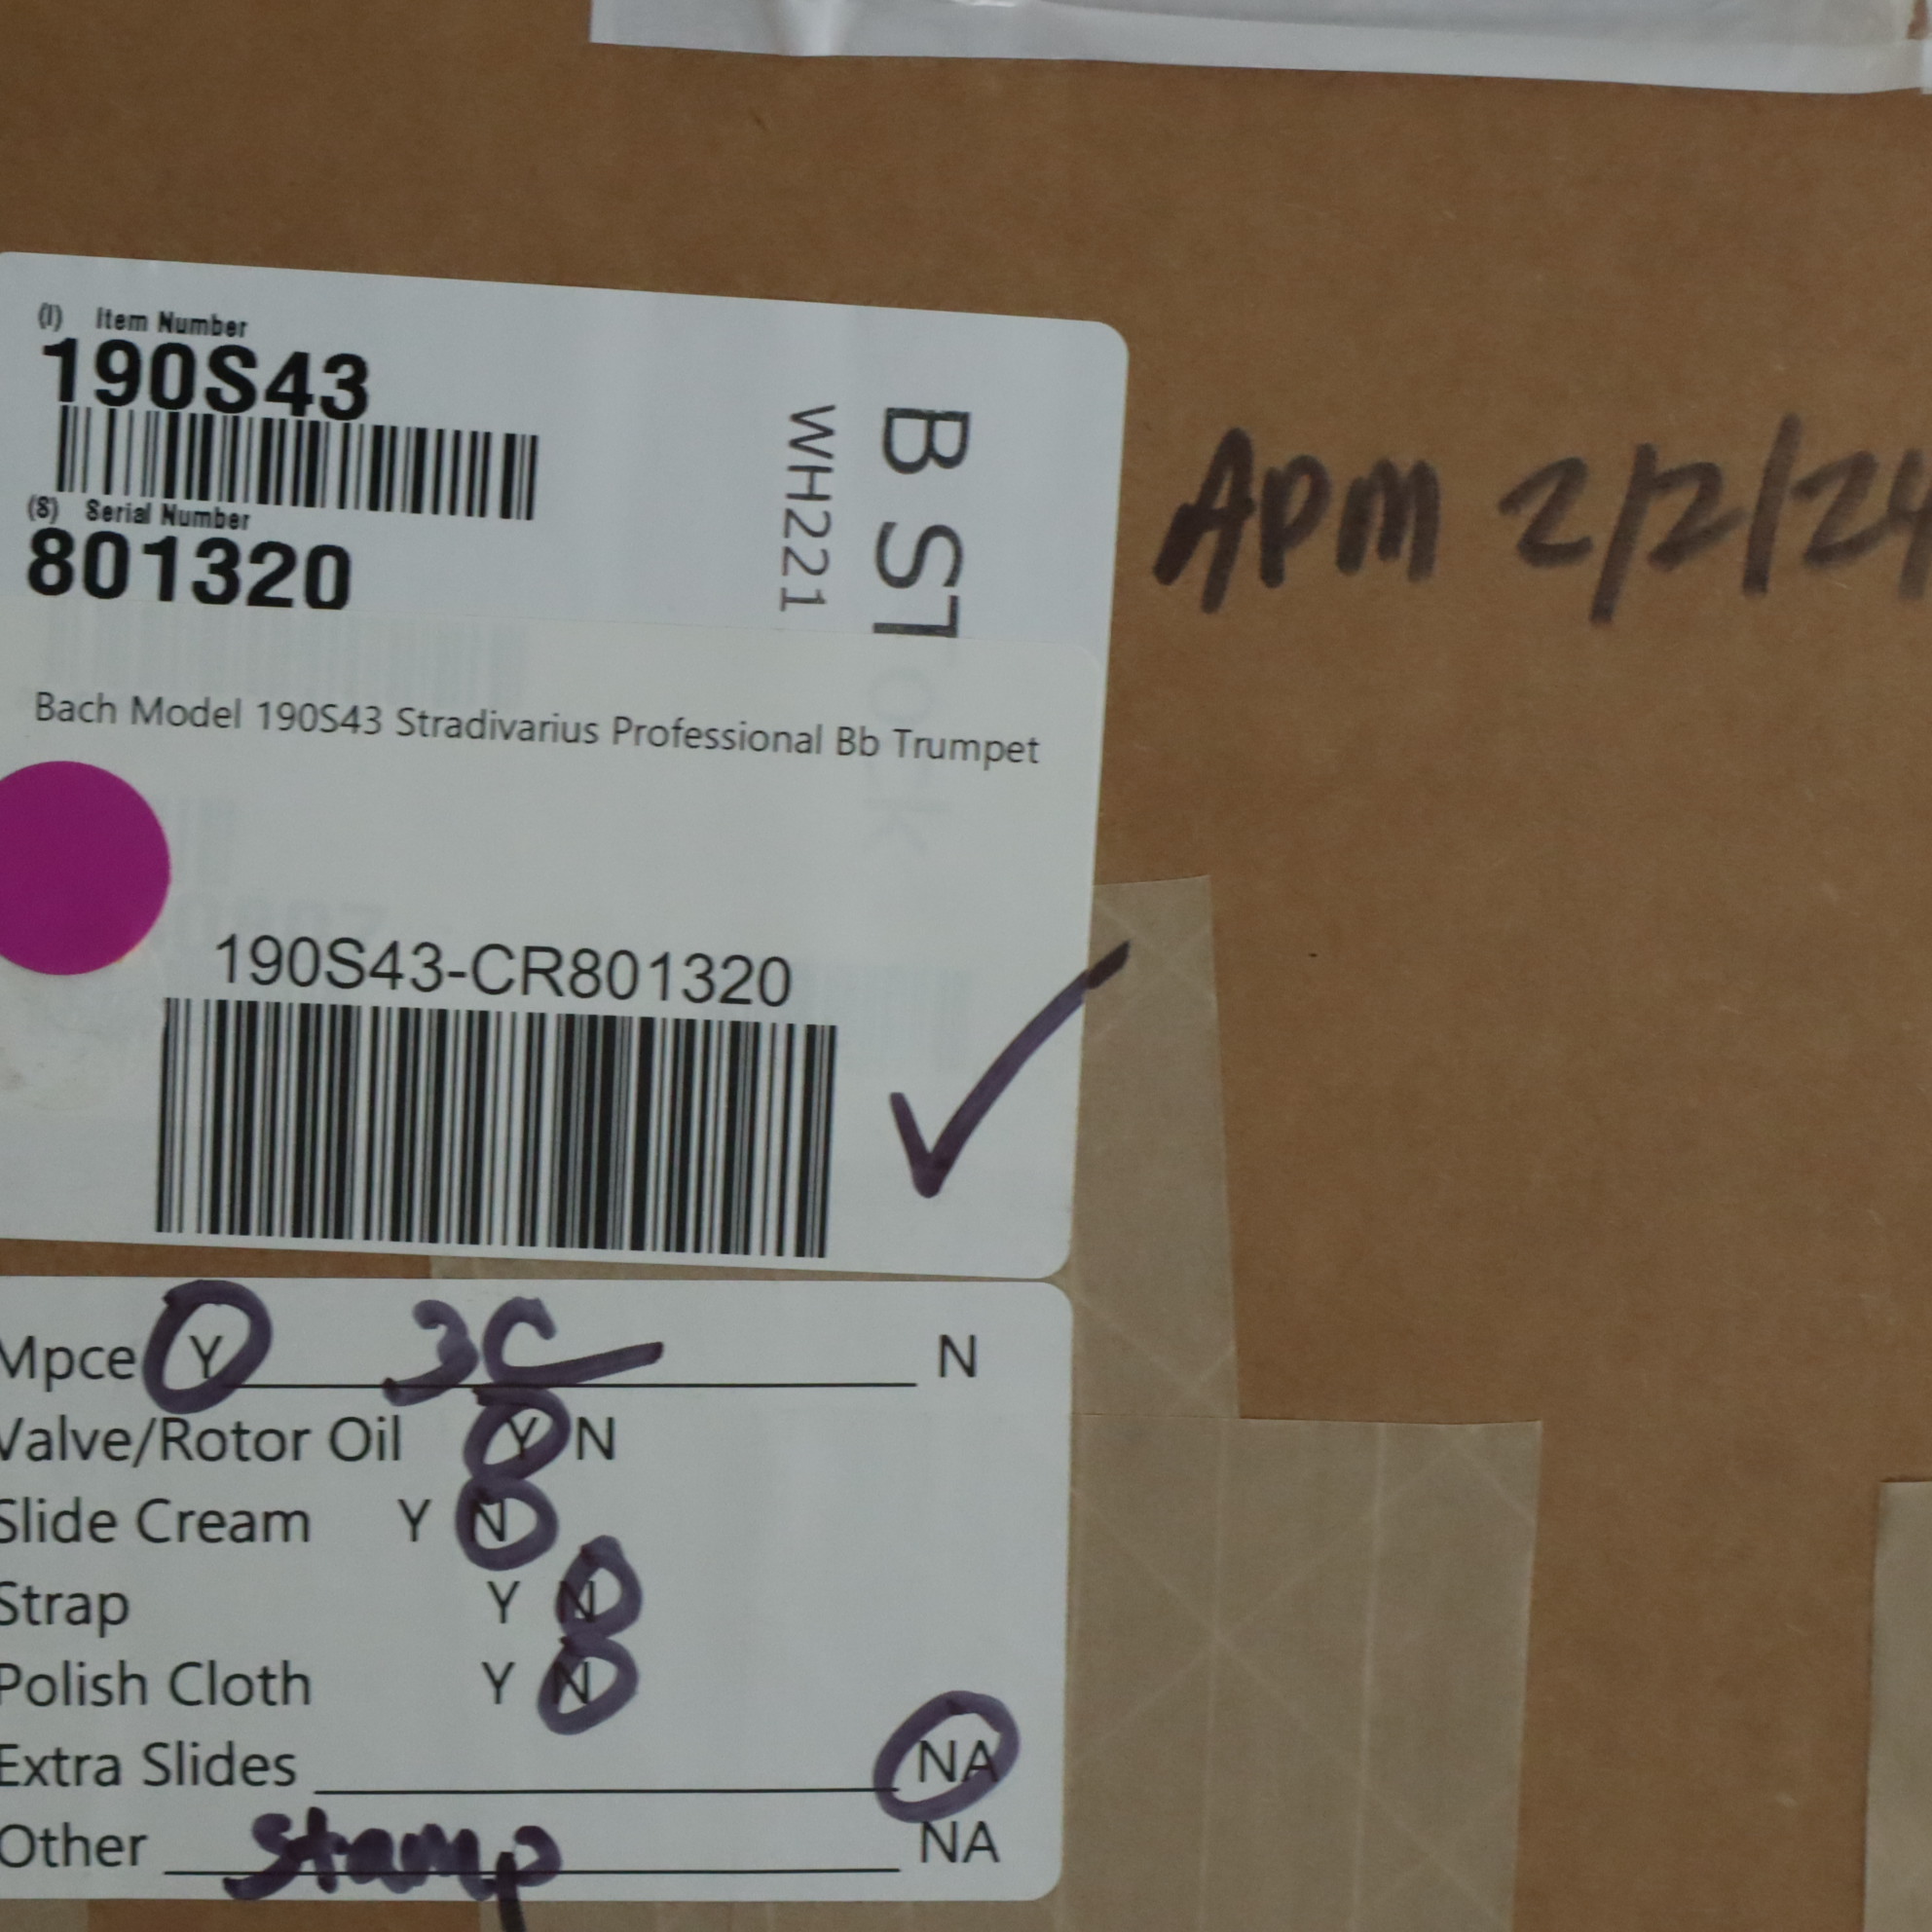 (I) Item Number
190S43
(S) Serial Number
801320
WH221
B STock
APM 2/2/24
Bach Model 190S43 Stradivarius Professional Bb Trumpet
190S43-CR801320
Mpce Y 3C N
Valve/Rotor Oil Y N
Slide Cream Y N
Strap Y N
Polish Cloth Y N
Extra Slides NA
Other Stamp NA